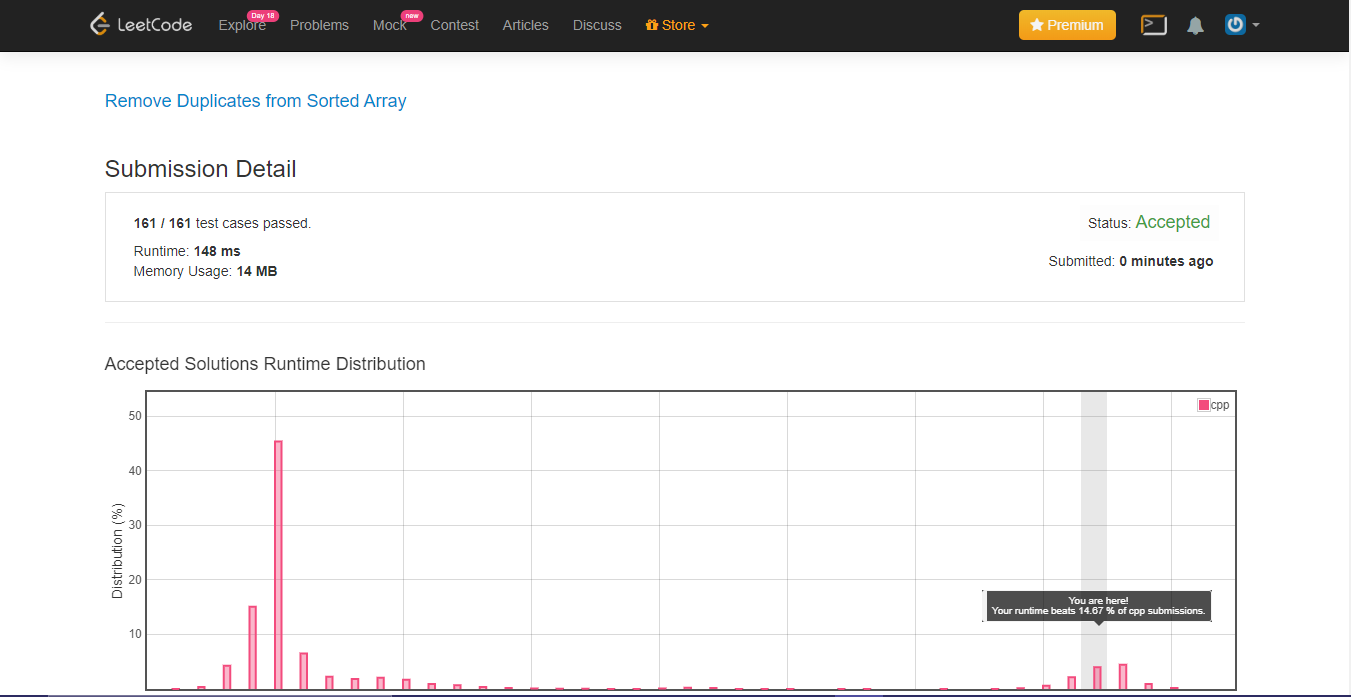 LeetCode Explore Day 18 Problems Mock new Contest Articles Discuss Store Premium
Remove Duplicates from Sorted Array
Submission Detail
161 / 161 test cases passed.
Status: Accepted
Runtime: 148 ms
Memory Usage: 14 MB
Submitted: 0 minutes ago
Accepted Solutions Runtime Distribution
cpp
50
40
30
20
10
Distribution (%)
You are here!
Your runtime beats 14.67 % of cpp submissions.